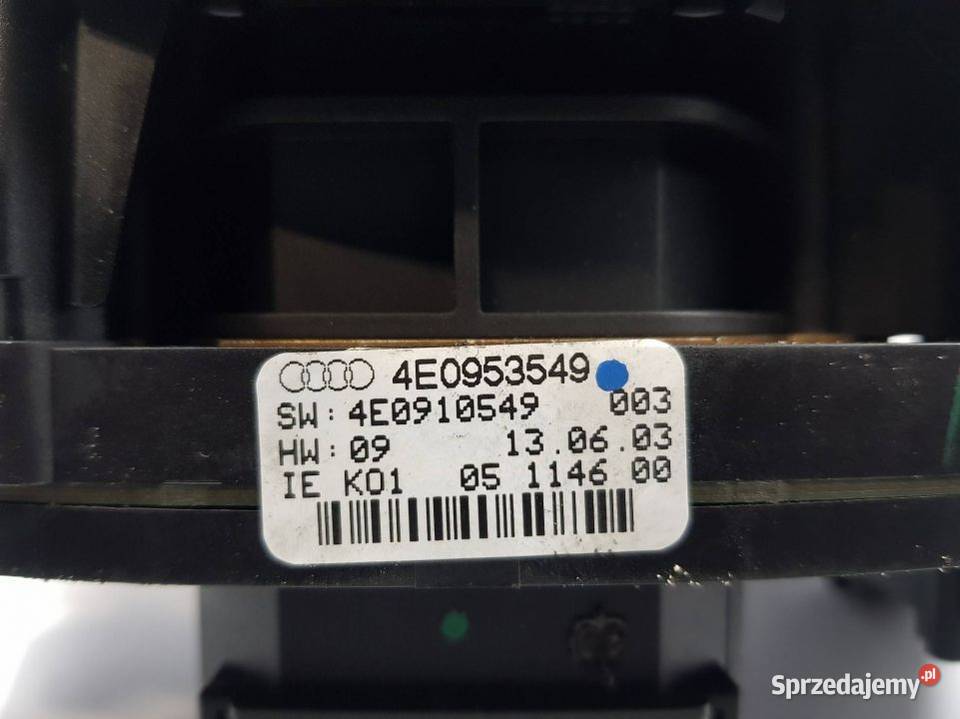 4E0953549
SW: 4E0910549 003
HW: 09 13.06.03
IE K01 05 1146 00
Sprzedajemy.pl